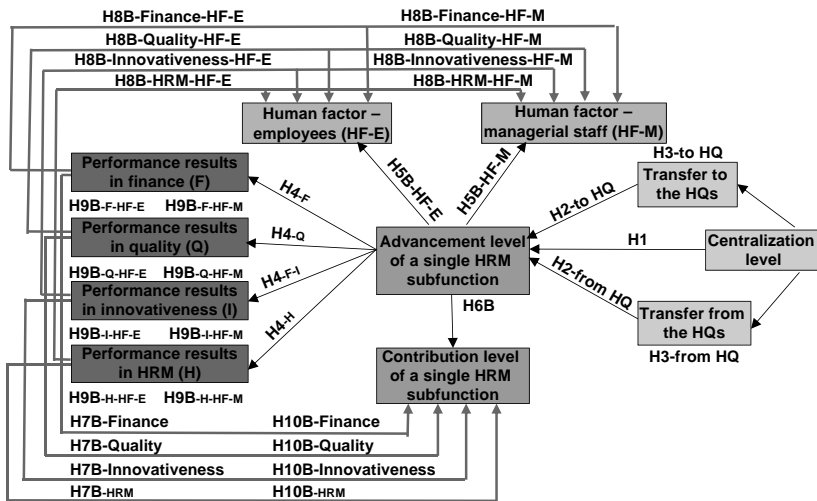 H8B-Finance-HF-E
H8B-Finance-HF-M
H8B-Quality-HF-E
H8B-Quality-HF-M
H8B-Innovativeness-HF-E
H8B-Innovativeness-HF-M
H8B-HRM-HF-E
H8B-HRM-HF-M
Human factor –
employees (HF-E)
Human factor –
managerial staff (HF-M)
H5B-HF-E
H5B-HF-M
H3-to HQ
Performance results
in finance (F)
H4-F
H2-to HQ
Transfer to
the HQs
H9B-F-HF-E
H9B-F-HF-M
Performance results
in quality (Q)
H4-Q
Advancement level
of a single HRM
subfunction
H1
Centralization
level
H9B-Q-HF-E
H9B-Q-HF-M
H4-F-I
H2-from HQ
Performance results
in innovativeness (I)
H6B
Transfer from
the HQs
H9B-I-HF-E
H9B-I-HF-M
H4-H
H3-from HQ
Performance results
in HRM (H)
Contribution level
of a single HRM
subfunction
H9B-H-HF-E
H9B-H-HF-M
H7B-Finance
H10B-Finance
H7B-Quality
H10B-Quality
H7B-Innovativeness
H10B-Innovativeness
H7B-HRM
H10B-HRM